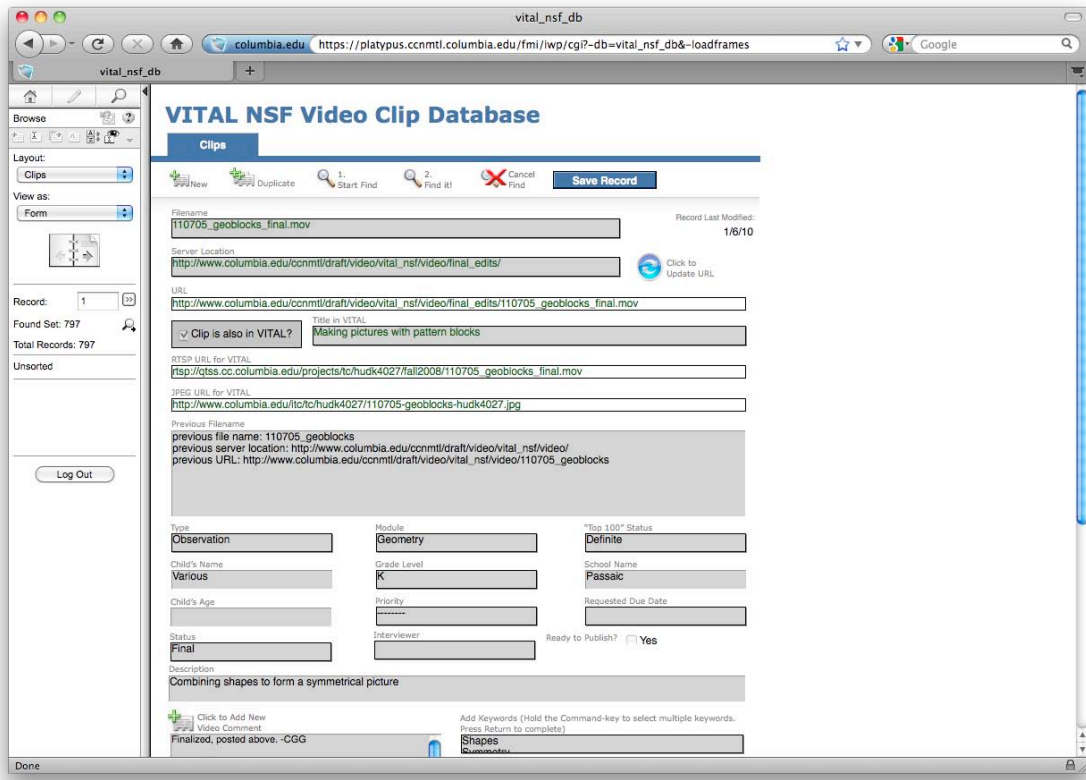 vital_nsf_db
columbia.edu https://platypus.ccnmtl.columbia.edu/fmi/iwp/cgi?-db=vital_nsf_db&-loadframes
Google
vital_nsf_db
+
Browse
Layout:
Clips
View as:
Form
Record: 1
Found Set: 797
Total Records: 797
Unsorted
Log Out
VITAL NSF Video Clip Database
Clips
New
Duplicate
1. Start Find
2. Find it!
Cancel Find
Save Record
Filename
110705_geoblocks_final.mov
Record Last Modified:
1/6/10
Server Location
http://www.columbia.edu/ccnmtl/draft/video/vital_nsf/video/final_edits/
Click to
Update URL
URL
http://www.columbia.edu/ccnmtl/draft/video/vital_nsf/video/final_edits/110705_geoblocks_final.mov
Clip is also in VITAL?
Title in VITAL
Making pictures with pattern blocks
RTSP URL for VITAL
rtsp://qtss.cc.columbia.edu/projects/tc/hudk4027/fall2008/110705_geoblocks_final.mov
JPEG URL for VITAL
http://www.columbia.edu/itc/tc/hudk4027/110705-geoblocks-hudk4027.jpg
Previous Filename
previous file name: 110705_geoblocks
previous server location: http://www.columbia.edu/ccnmtl/draft/video/vital_nsf/video/
previous URL: http://www.columbia.edu/ccnmtl/draft/video/vital_nsf/video/110705_geoblocks
Type Module "Top 100" Status
Observation Geometry Definite
Child's Name Grade Level School Name
Various K Passaic
Child's Age Priority Requested Due Date
--------
Status Interviewer Ready to Publish? Yes
Final
Description
Combining shapes to form a symmetrical picture
Click to Add New
Video Comment
Finalized, posted above. -CGG
Add Keywords (Hold the Command-key to select multiple keywords.
Press Return to complete)
Shapes
Symmetry
Done